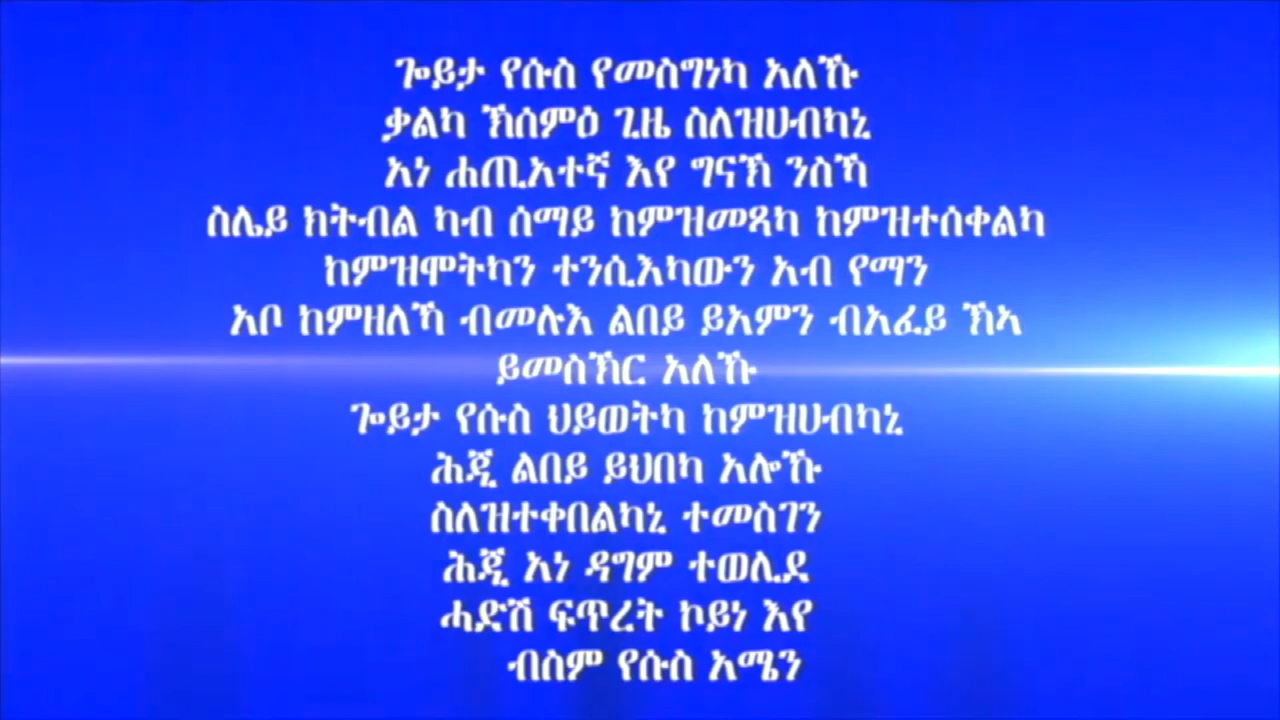 ጐይታ የሱስ የመስግነካ አለኹ
ቃልካ ኽሰምዕ ጊዜ ስለዝሀብካኒ
አነ ሐጢአተኛ እየ ግናኽ ንስኻ
ስሌይ ክትብል ካብ ሰማይ ከምዝመጻካ ከምዝተሰቀልካ
ከምዝሞትካን ተንሲእካውን አብ የማን
አቦ ከምዘለኻ ብመሉእ ልበይ ይአምን ብአፈይ ኽኣ
ይመስኽር አለኹ
ጐይታ የሱስ ህይወትካ ከምዝሀብካኒ
ሕጂ ልበይ ይህበካ አሎኹ
ስለዝተቀበልካኒ ተመስገን
ሕጂ አነ ዳግም ተወሊደ
ሓድሽ ፍጥረት ኮይነ እየ
ብስም የሱስ አሜን